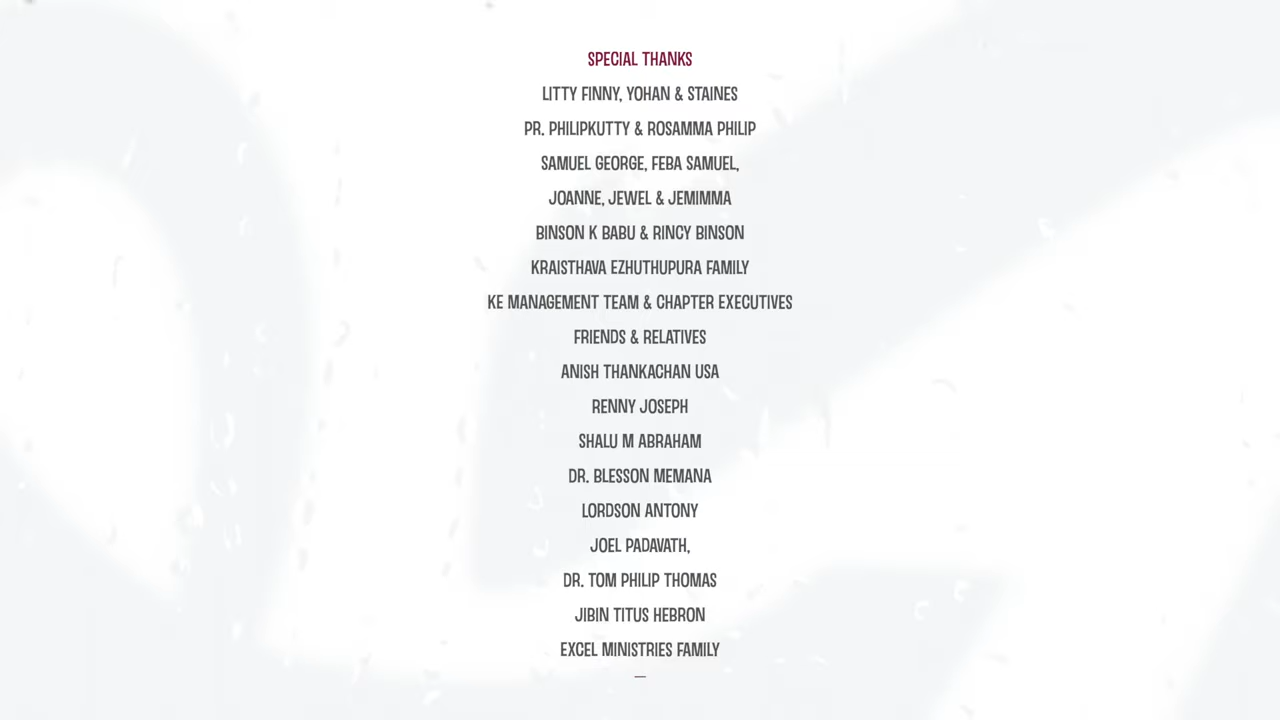 SPECIAL THANKS
LITTY FINNY, YOHAN & STAINES
PR. PHILIPKUTTY & ROSAMMA PHILIP
SAMUEL GEORGE, FEBA SAMUEL,
JOANNE, JEWEL & JEMIMMA
BINSON K BABU & RINCY BINSON
KRAISTHAVA EZHUTHUPURA FAMILY
KE MANAGEMENT TEAM & CHAPTER EXECUTIVES
FRIENDS & RELATIVES
ANISH THANKACHAN USA
RENNY JOSEPH
SHALU M ABRAHAM
DR. BLESSON MEMANA
LORDSON ANTONY
JOEL PADAVATH,
DR. TOM PHILIP THOMAS
JIBIN TITUS HEBRON
EXCEL MINISTRIES FAMILY
—